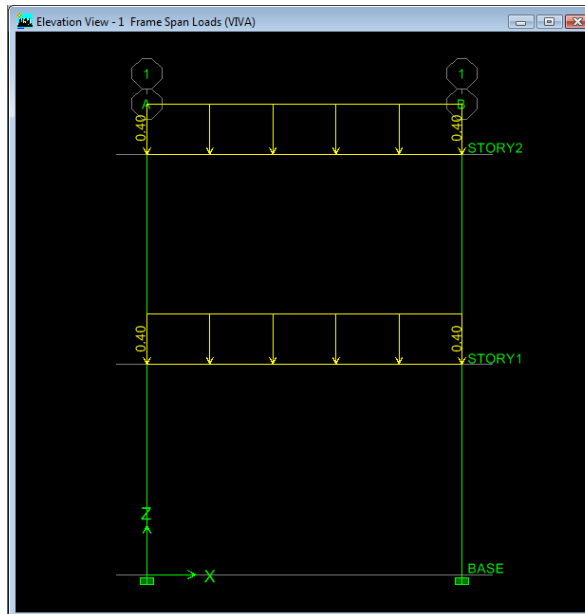 Elevation View - 1 Frame Span Loads (VIVA)
1 1
A B
0.40 0.40
STORY2
0.40 0.40
STORY1
Z
X
BASE